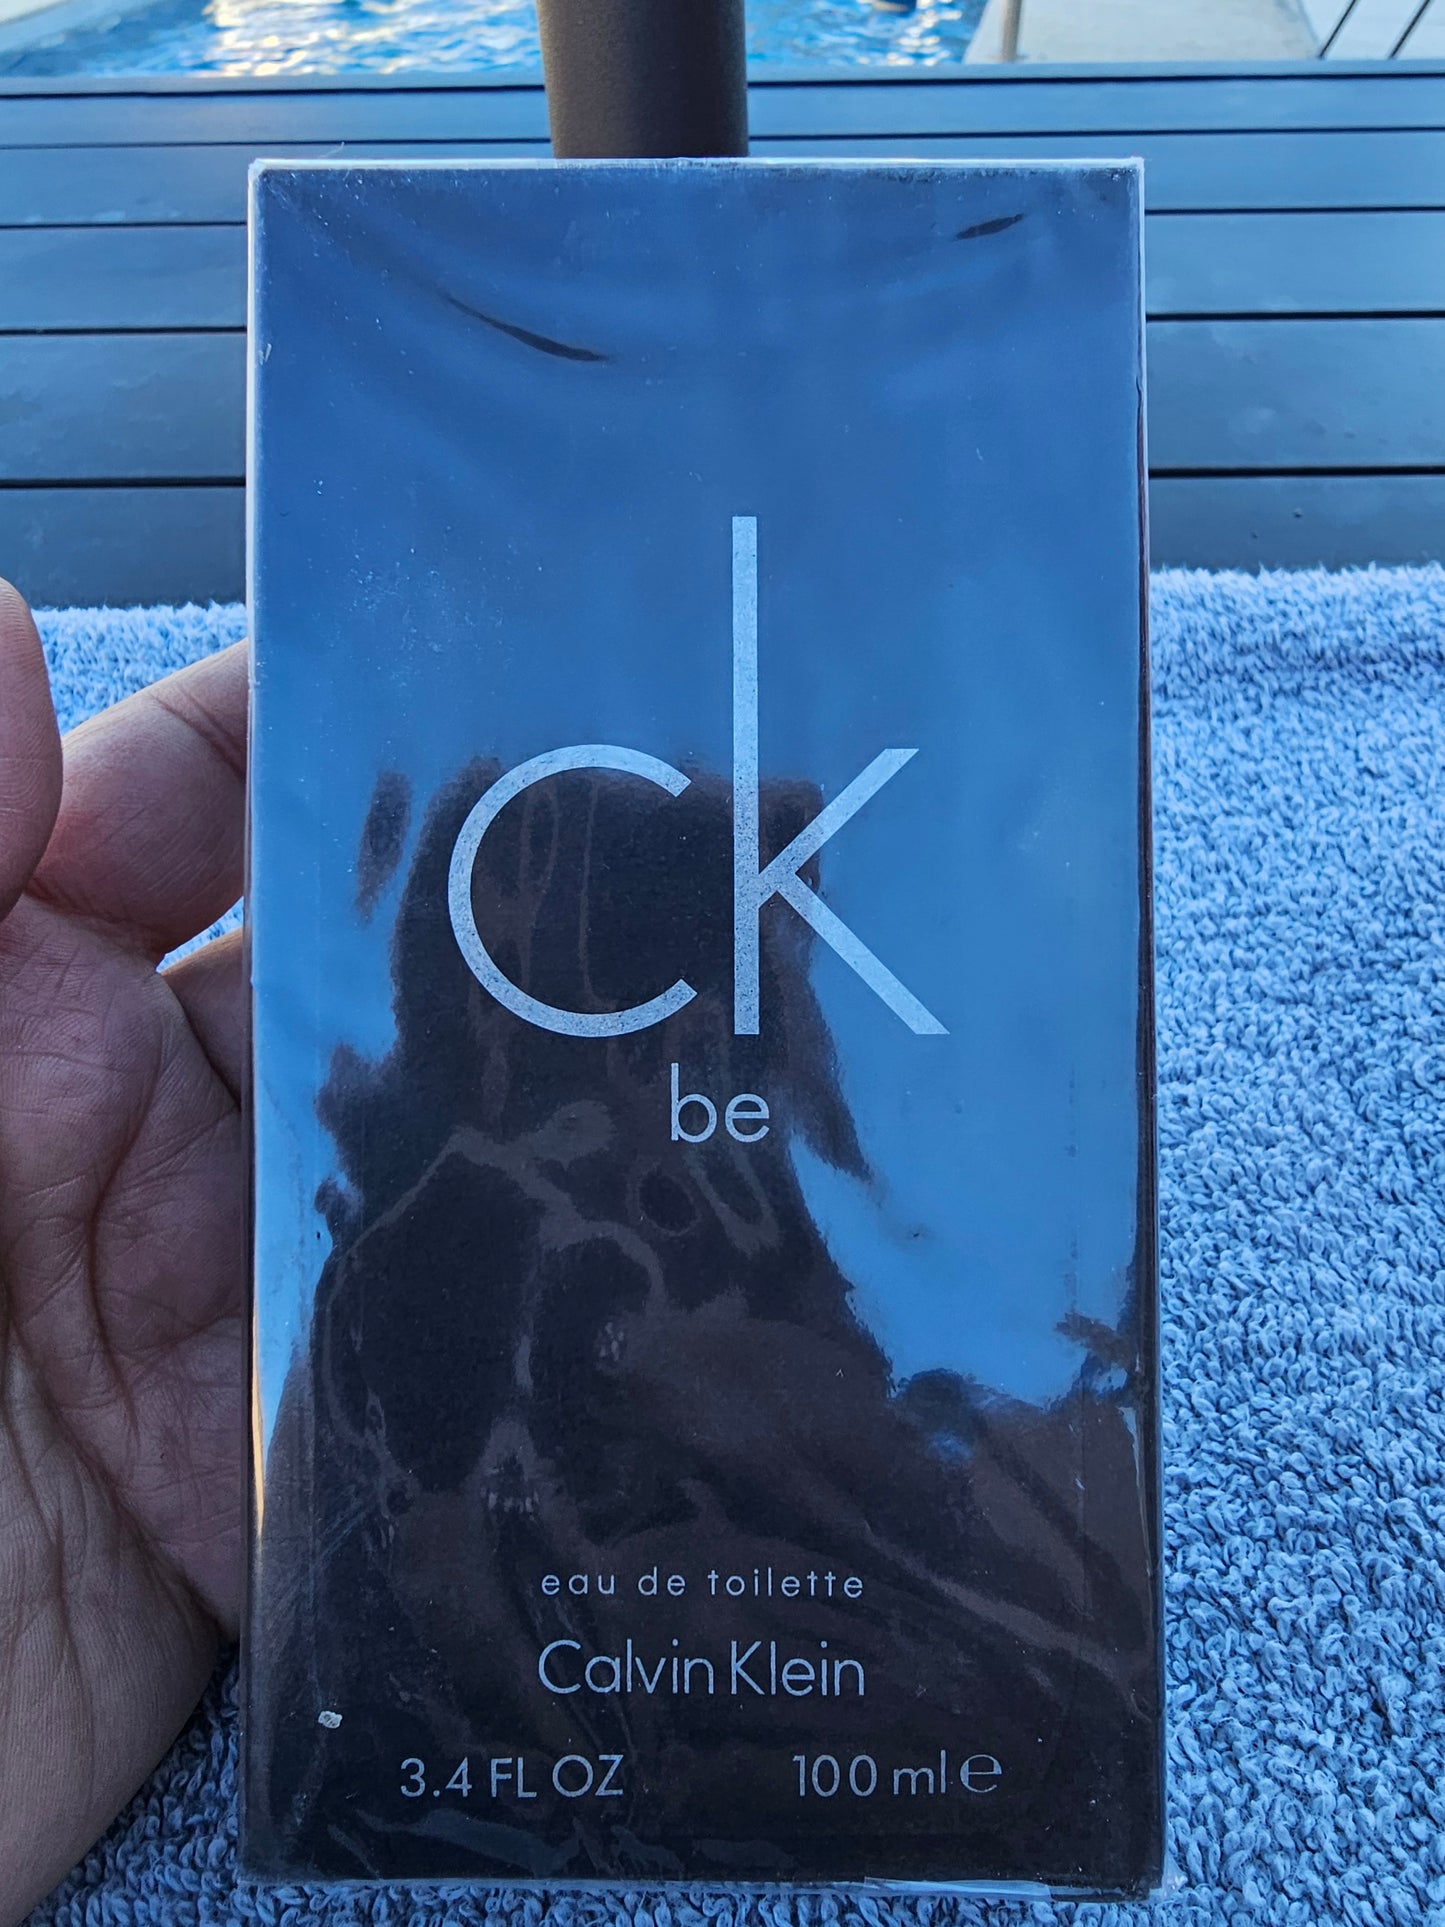 ck
be
eau de toilette
Calvin Klein
3.4 FL OZ 100 ml ℮